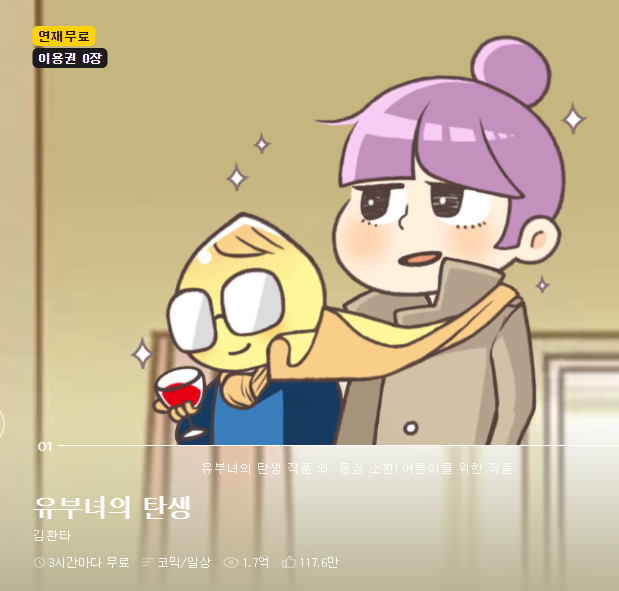 연재무료
이용권 0장
01
유부녀의 탄생 작품 외 동심 소환! 어른이를 위한 작품
유부녀의 탄생
김환타
3시간마다 무료 코믹/일상 1.7억 117.6만